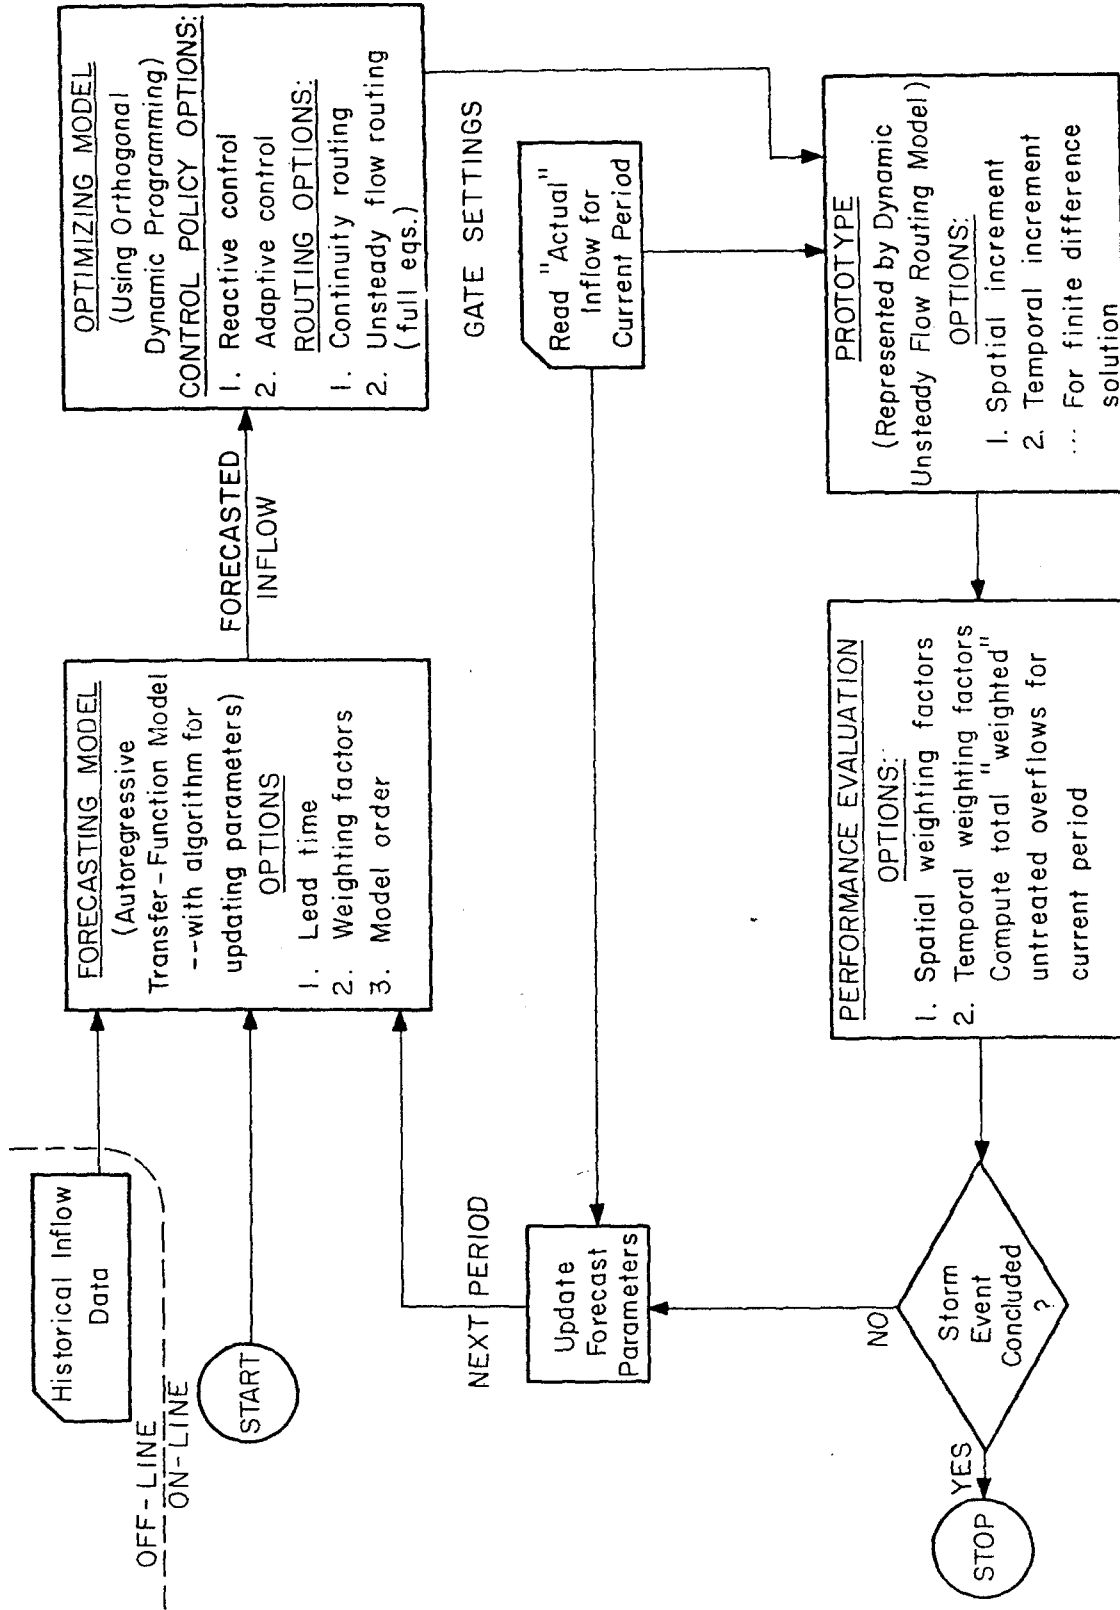 Historical Inflow
Data
OFF-LINE
ON-LINE
START
FORECASTING MODEL
(Autoregressive
Transfer-Function Model
--with algorithm for
updating parameters)
OPTIONS
1. Lead time
2. Weighting factors
3. Model order
FORECASTED
INFLOW
OPTIMIZING MODEL
(Using Orthogonal
Dynamic Programming)
CONTROL POLICY OPTIONS:
1. Reactive control
2. Adaptive control
ROUTING OPTIONS:
1. Continuity routing
2. Unsteady flow routing
(full eqs.)
GATE SETTINGS
NEXT PERIOD
Update
Forecast
Parameters
Read "Actual"
Inflow for
Current Period
NO
YES
STOP
Storm
Event
Concluded
?
PERFORMANCE EVALUATION
OPTIONS:
1. Spatial weighting factors
2. Temporal weighting factors
Compute total "weighted"
untreated overflows for
current period
PROTOTYPE
(Represented by Dynamic
Unsteady Flow Routing Model)
OPTIONS:
1. Spatial increment
2. Temporal increment
... For finite difference
solution